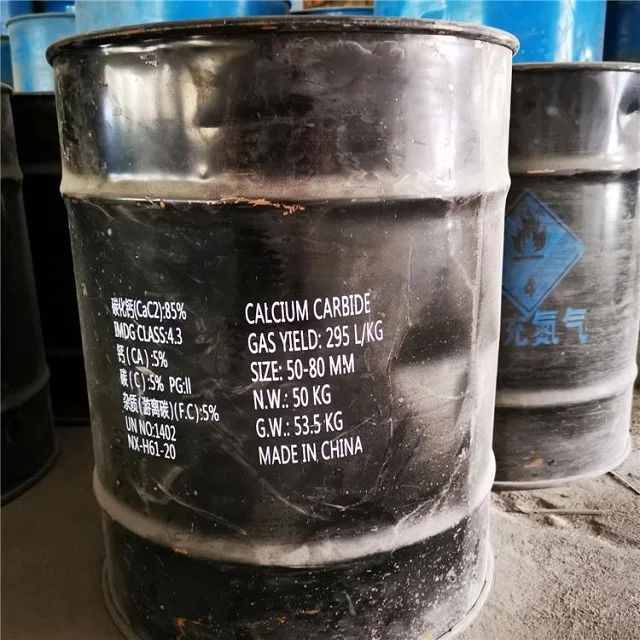 碳化钙(CaC2):85%
IMDG CLASS:4.3
钙(CA):5%
碳(C):5% PG:II
杂质(游离碳)(F.C):5%
UN NO:1402
NX-H61-20
CALCIUM CARBIDE
GAS YIELD: 295 L/KG
SIZE: 50-80 MM
N.W.: 50 KG
G.W.: 53.5 KG
MADE IN CHINA
4
充氮气